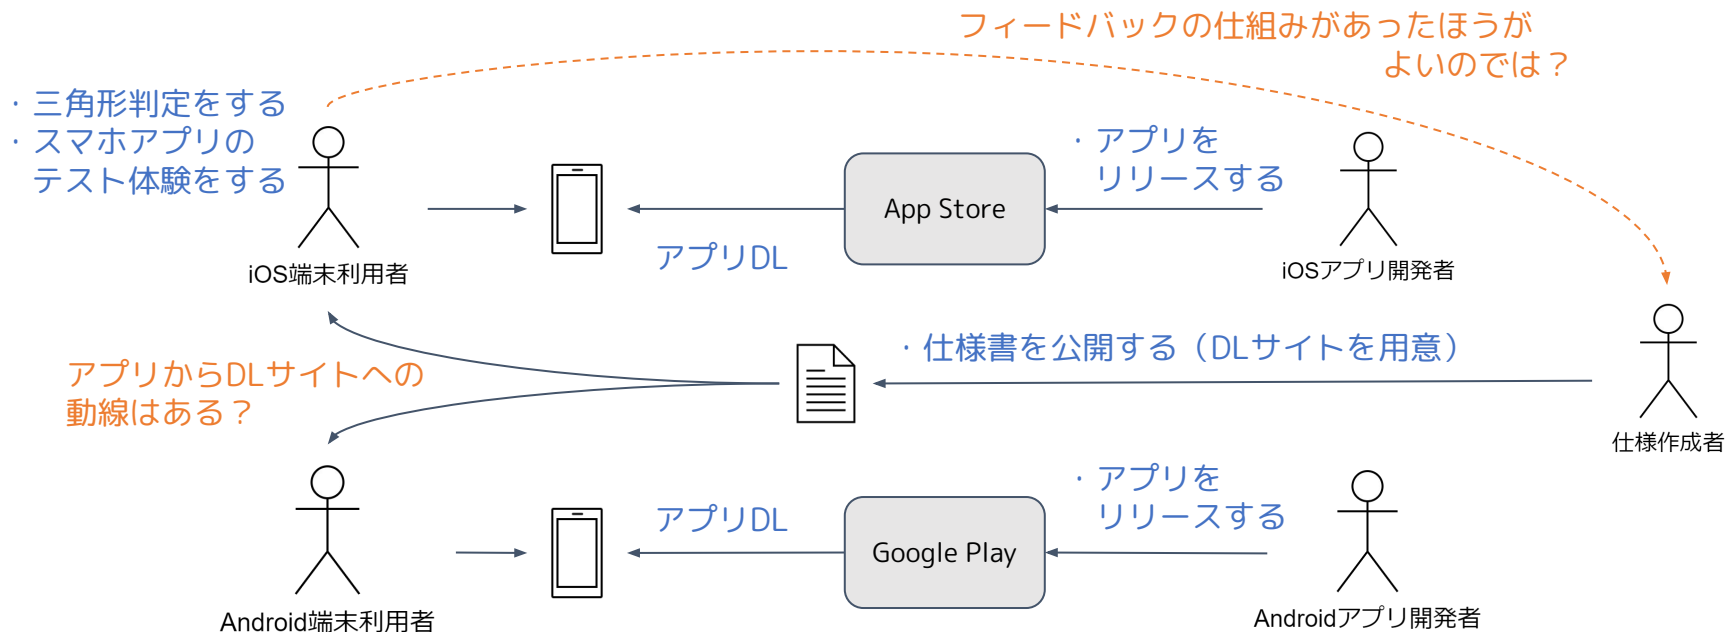 フィードバックの仕組みがあったほうが
よいのでは？
・三角形判定をする
・スマホアプリの
テスト体験をする
iOS端末利用者
アプリDL
App Store
・アプリを
リリースする
iOSアプリ開発者
アプリからDLサイトへの
動線はある？
・仕様書を公開する（DLサイトを用意）
仕様作成者
Android端末利用者
アプリDL
Google Play
・アプリを
リリースする
Androidアプリ開発者